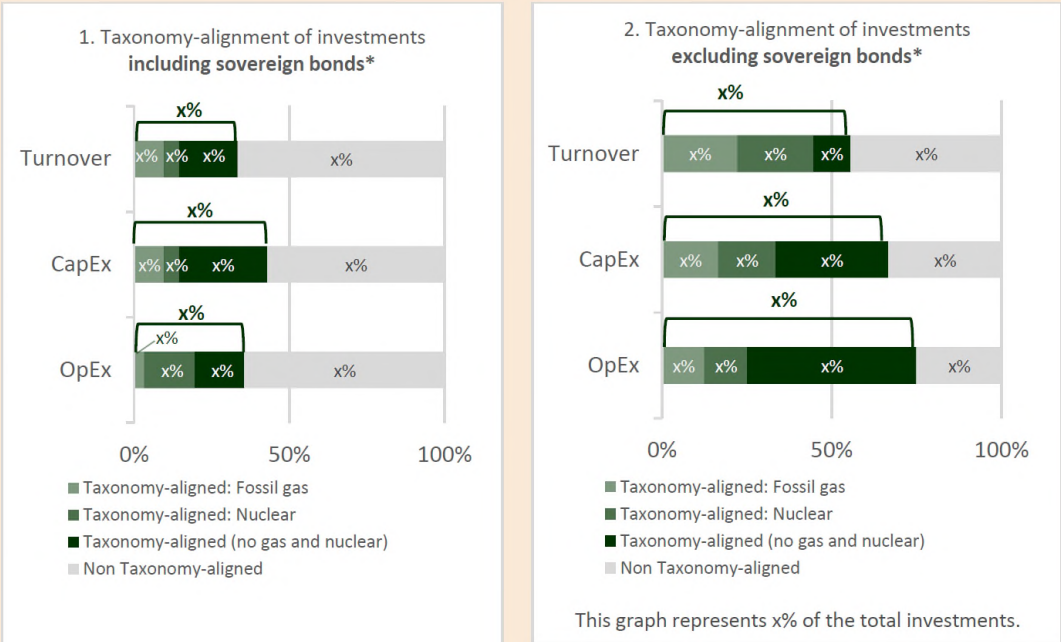 1. Taxonomy-alignment of investments
including sovereign bonds*
x%
Turnover
x% x% x% x%
x%
CapEx
x% x% x% x%
x%
x%
OpEx
x% x% x%
0% 50% 100%
Taxonomy-aligned: Fossil gas
Taxonomy-aligned: Nuclear
Taxonomy-aligned (no gas and nuclear)
Non Taxonomy-aligned
2. Taxonomy-alignment of investments
excluding sovereign bonds*
x%
Turnover
x% x% x% x%
x%
CapEx
x% x% x% x%
x%
OpEx
x% x% x% x%
0% 50% 100%
Taxonomy-aligned: Fossil gas
Taxonomy-aligned: Nuclear
Taxonomy-aligned (no gas and nuclear)
Non Taxonomy-aligned
This graph represents x% of the total investments.